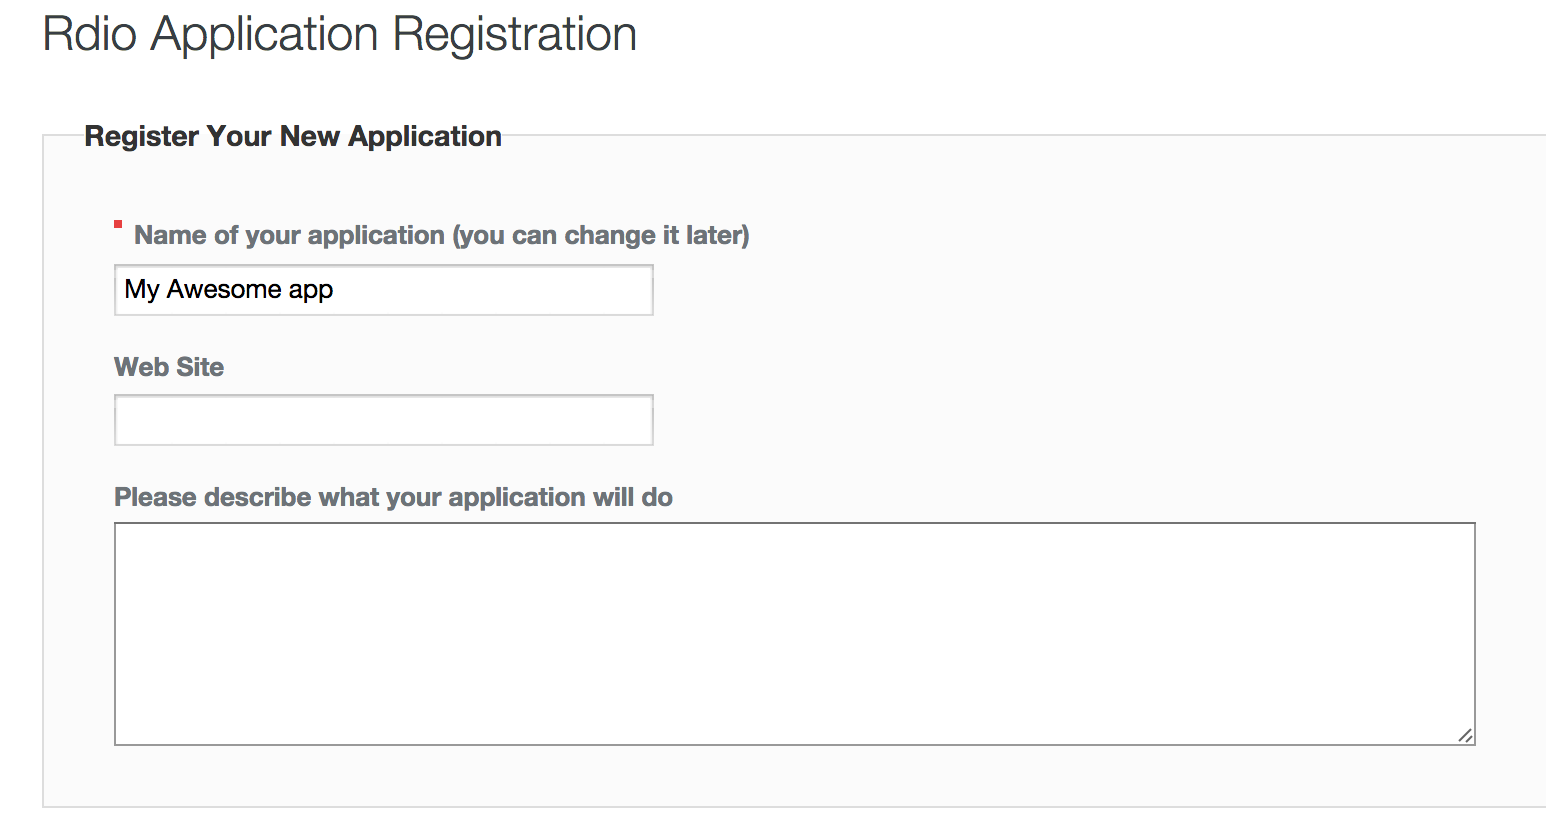 Rdio Application Registration
Register Your New Application
Name of your application (you can change it later)
My Awesome app
Web Site
Please describe what your application will do